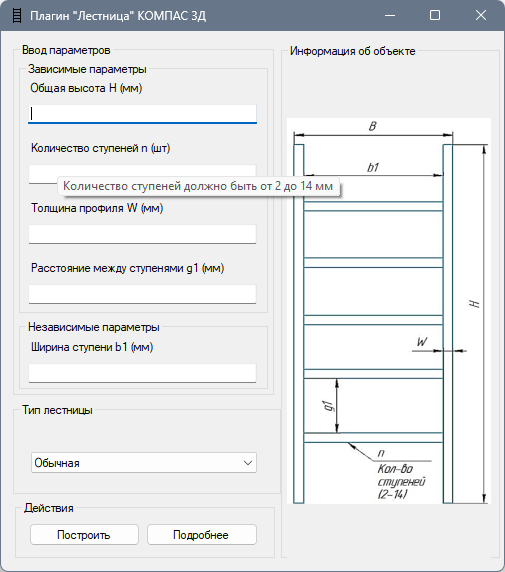 Плагин "Лестница" КОМПАС 3Д
Ввод параметров
Зависимые параметры
Общая высота H (мм)
Количество ступеней n (шт)
Количество ступеней должно быть от 2 до 14 мм
Толщина профиля W (мм)
Расстояние между ступенями g1 (мм)
Независимые параметры
Ширина ступени b1 (мм)
Тип лестницы
Обычная
Действия
Построить
Подробнее
Информация об объекте
B
b1
H
W
g1
n
Кол-во
ступеней
(2-14)